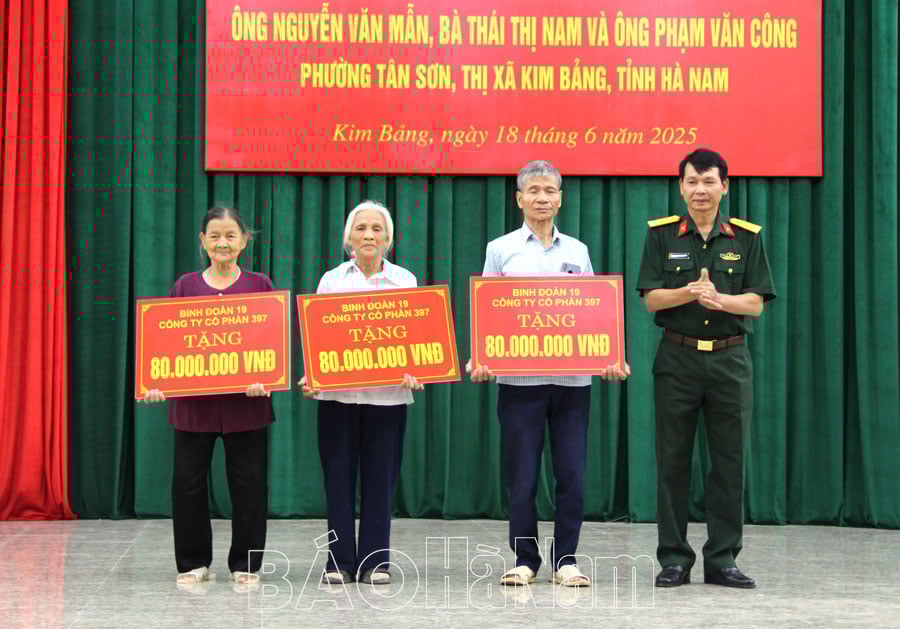 ÔNG NGUYỄN VĂN MẪN, BÀ THÁI THỊ NAM VÀ ÔNG PHẠM VĂN CÔNG
PHƯỜNG TÂN SƠN, THỊ XÃ KIM BẢNG, TỈNH HÀ NAM
Kim Bảng, ngày 18 tháng 6 năm 2025
BINH ĐOÀN 19
CÔNG TY CỔ PHẦN 397
TẶNG
80.000.000 VNĐ
BINH ĐOÀN 19
CÔNG TY CỔ PHẦN 397
TẶNG
80.000.000 VNĐ
BINH ĐOÀN 19
CÔNG TY CỔ PHẦN 397
TẶNG
80.000.000 VNĐ
BÁO Hà Nam